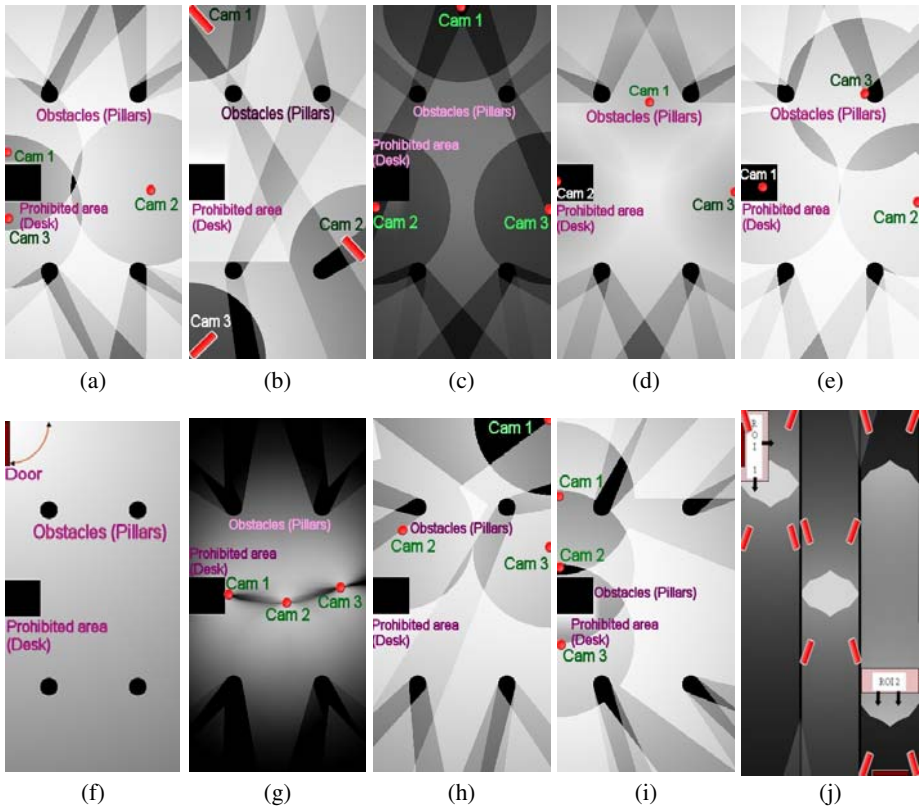 Cam 1
Obstacles (Pillars)
Cam 1
Prohibited area
(Desk)
Cam 2
Cam 3
(a)
Cam 1
Obstacles (Pillars)
Prohibited area
(Desk)
Cam 2
Cam 3
(b)
Cam 1
Obstacles (Pillars)
Prohibited area
(Desk)
Cam 2
Cam 3
(c)
Cam 1
Obstacles (Pillars)
Cam 2
Cam 3
Prohibited area
(Desk)
(d)
Cam 3
Obstacles (Pillars)
Cam 1
Cam 2
Prohibited area
(Desk)
(e)
Door
Obstacles (Pillars)
Prohibited area
(Desk)
(f)
Obstacles (Pillars)
Prohibited area
(Desk)
Cam 1
Cam 2
Cam 3
(g)
Cam 1
Obstacles (Pillars)
Cam 2
Cam 3
Prohibited area
(Desk)
(h)
Cam 1
Cam 2
Obstacles (Pillars)
Prohibited area
(Desk)
Cam 3
(i)
R
O
I
1
ROI 2
(j)